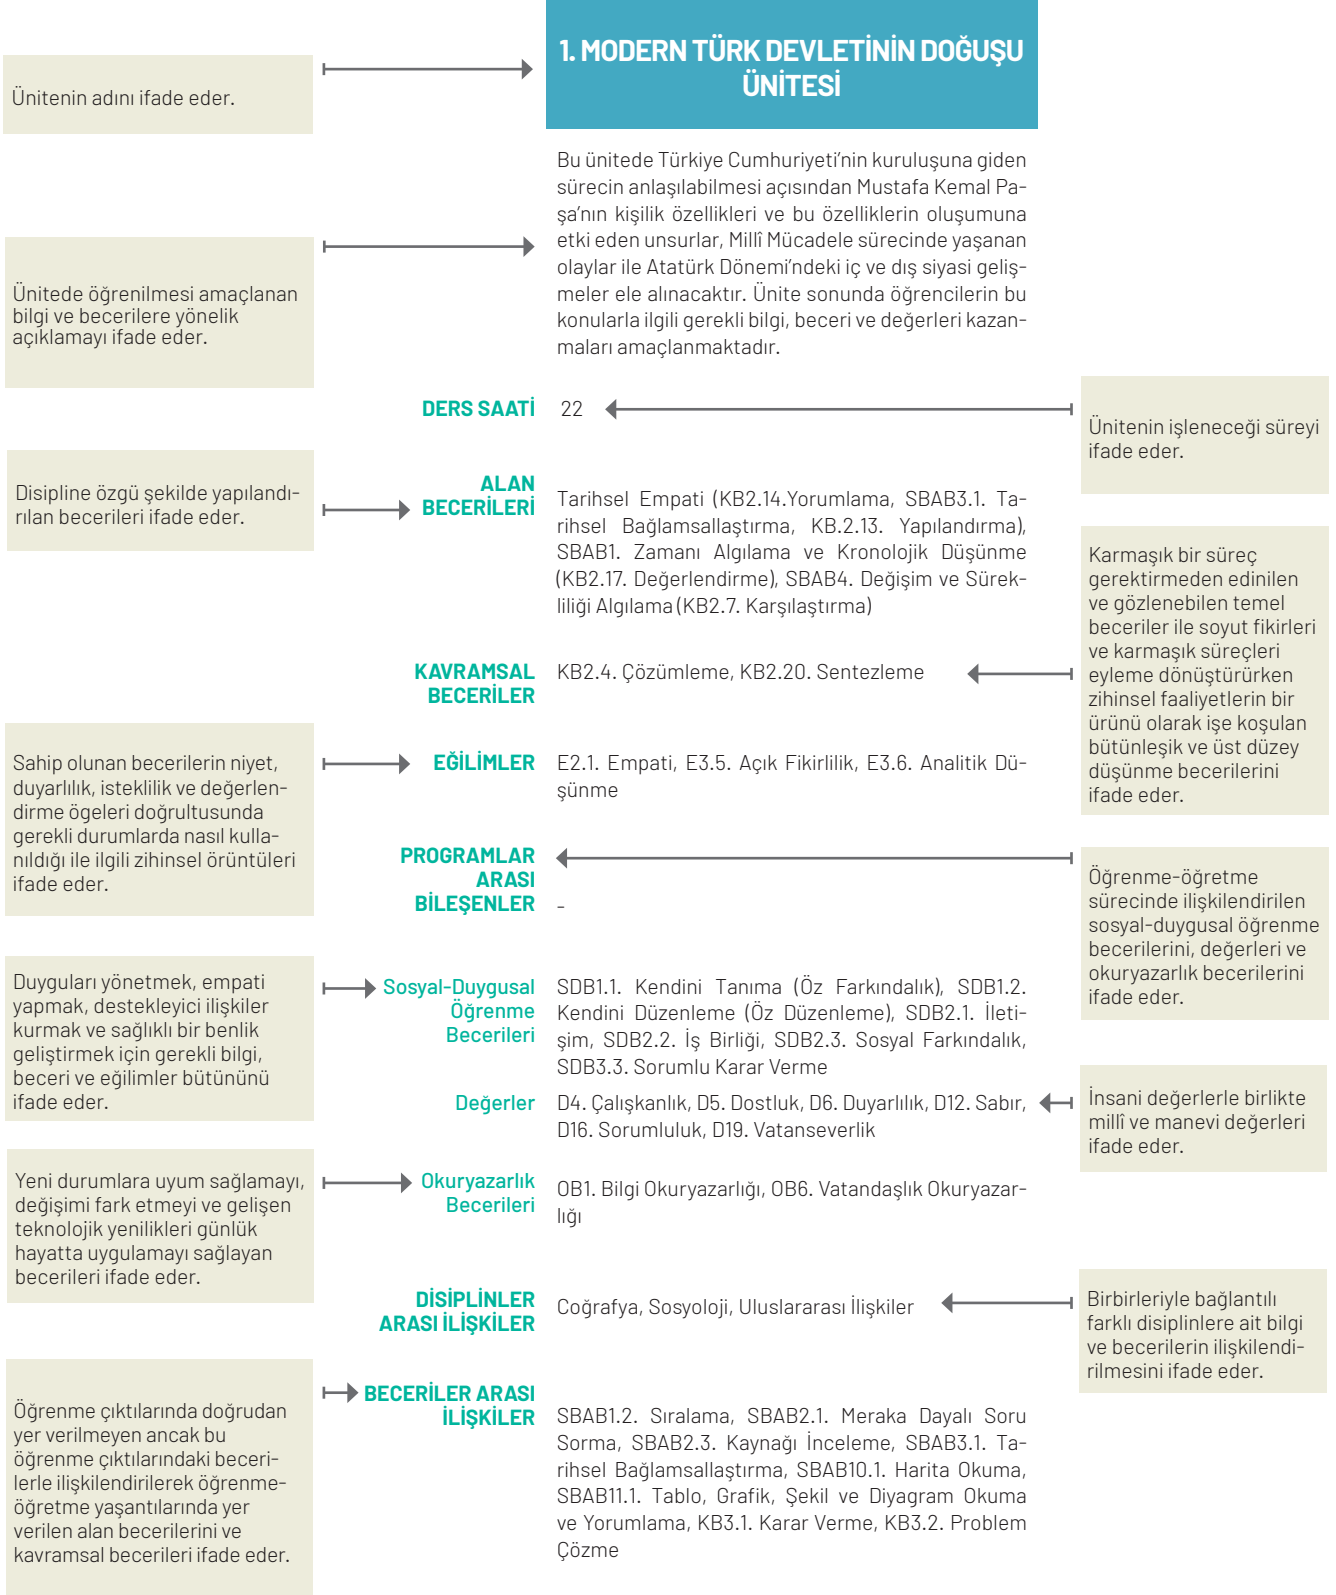 1. MODERN TÜRK DEVLETİNİN DOĞUŞU
ÜNİTESİ
Ünitenin adını ifade eder.
Bu ünitede Türkiye Cumhuriyeti’nin kuruluşuna giden
sürecin anlaşılabilmesi açısından Mustafa Kemal Pa-
şa’nın kişilik özellikleri ve bu özelliklerin oluşumuna
etki eden unsurlar, Millî Mücadele sürecinde yaşanan
olaylar ile Atatürk Dönemi’ndeki iç ve dış siyasi geliş-
meler ele alınacaktır. Ünite sonunda öğrencilerin bu
konularla ilgili gerekli bilgi, beceri ve değerleri kazan-
maları amaçlanmaktadır.
Ünitede öğrenilmesi amaçlanan
bilgi ve becerilere yönelik
açıklamayı ifade eder.
DERS SAATİ
22
Ünitenin işleneceği süreyi
ifade eder.
Disipline özgü şekilde yapılandı-
rılan becerileri ifade eder.
ALAN
BECERİLERİ
Tarihsel Empati (KB2.14.Yorumlama, SBAB3.1. Ta-
rihsel Bağlamsallaştırma, KB.2.13. Yapılandırma),
SBAB1. Zamanı Algılama ve Kronolojik Düşünme
(KB2.17. Değerlendirme), SBAB4. Değişim ve Sürek-
liliği Algılama (KB2.7. Karşılaştırma)
KAVRAMSAL
BECERİLER
KB2.4. Çözümleme, KB2.20. Sentezleme
Karmaşık bir süreç
gerektirmeden edinilen
ve gözlenebilen temel
beceriler ile soyut fikirleri
ve karmaşık süreçleri
eyleme dönüştürürken
zihinsel faaliyetlerin bir
ürünü olarak işe koşulan
bütünleşik ve üst düzey
düşünme becerilerini
ifade eder.
Sahip olunan becerilerin niyet,
duyarlılık, isteklilik ve değerlen-
dirme ögeleri doğrultusunda
gerekli durumlarda nasıl kulla-
nıldığı ile ilgili zihinsel örüntüleri
ifade eder.
EĞİLİMLER
E2.1. Empati, E3.5. Açık Fikirlilik, E3.6. Analitik Dü-
şünme
PROGRAMLAR
ARASI
BİLEŞENLER
-
Öğrenme-öğretme
sürecinde ilişkilendirilen
sosyal-duygusal öğrenme
becerilerini, değerleri ve
okuryazarlık becerilerini
ifade eder.
Duyguları yönetmek, empati
yapmak, destekleyici ilişkiler
kurmak ve sağlıklı bir benlik
geliştirmek için gerekli bilgi,
beceri ve eğilimler bütününü
ifade eder.
Sosyal-Duygusal
Öğrenme
Becerileri
SDB1.1. Kendini Tanıma (Öz Farkındalık), SDB1.2.
Kendini Düzenleme (Öz Düzenleme), SDB2.1. İleti-
şim, SDB2.2. İş Birliği, SDB2.3. Sosyal Farkındalık,
SDB3.3. Sorumlu Karar Verme
Değerler
D4. Çalışkanlık, D5. Dostluk, D6. Duyarlılık, D12. Sabır,
D16. Sorumluluk, D19. Vatanseverlik
İnsani değerlerle birlikte
millî ve manevi değerleri
ifade eder.
Yeni durumlara uyum sağlamayı,
değişimi fark etmeyi ve gelişen
teknolojik yenilikleri günlük
hayatta uygulamayı sağlayan
becerileri ifade eder.
Okuryazarlık
Becerileri
OB1. Bilgi Okuryazarlığı, OB6. Vatandaşlık Okuryazar-
lığı
DİSİPLİNLER
ARASI İLİŞKİLER
Coğrafya, Sosyoloji, Uluslararası İlişkiler
Birbirleriyle bağlantılı
farklı disiplinlere ait bilgi
ve becerilerin ilişkilendi-
rilmesini ifade eder.
Öğrenme çıktılarında doğrudan
yer verilmeyen ancak bu
öğrenme çıktılarındaki beceri-
lerle ilişkilendirilerek öğrenme-
öğretme yaşantılarında yer
verilen alan becerilerini ve
kavramsal becerileri ifade eder.
BECERİLER ARASI
İLİŞKİLER
SBAB1.2. Sıralama, SBAB2.1. Meraka Dayalı Soru
Sorma, SBAB2.3. Kaynağı İnceleme, SBAB3.1. Ta-
rihsel Bağlamsallaştırma, SBAB10.1. Harita Okuma,
SBAB11.1. Tablo, Grafik, Şekil ve Diyagram Okuma
ve Yorumlama, KB3.1. Karar Verme, KB3.2. Problem
Çözme